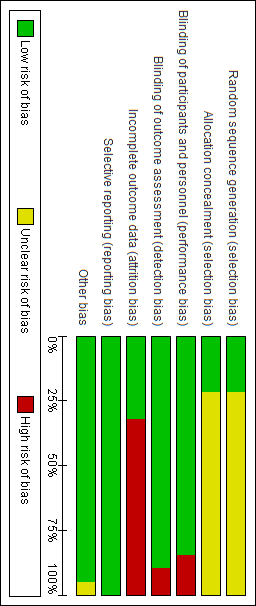 Random sequence generation (selection bias)
Allocation concealment (selection bias)
Blinding of participants and personnel (performance bias)
Blinding of outcome assessment (detection bias)
Incomplete outcome data (attrition bias)
Selective reporting (reporting bias)
Other bias
0% 25% 50% 75% 100%
Low risk of bias Unclear risk of bias High risk of bias